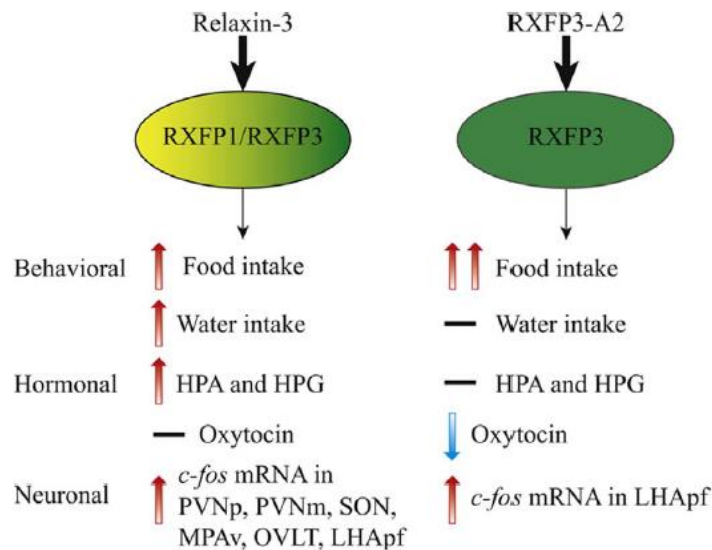 Relaxin-3
RXFP3-A2
RXFP1/RXFP3
RXFP3
Behavioral
Food intake
Food intake
Water intake
Water intake
Hormonal
HPA and HPG
HPA and HPG
Oxytocin
Oxytocin
Neuronal
c-fos mRNA in
PVNp, PVNm, SON,
MPAv, OVLT, LHApf
c-fos mRNA in LHApf